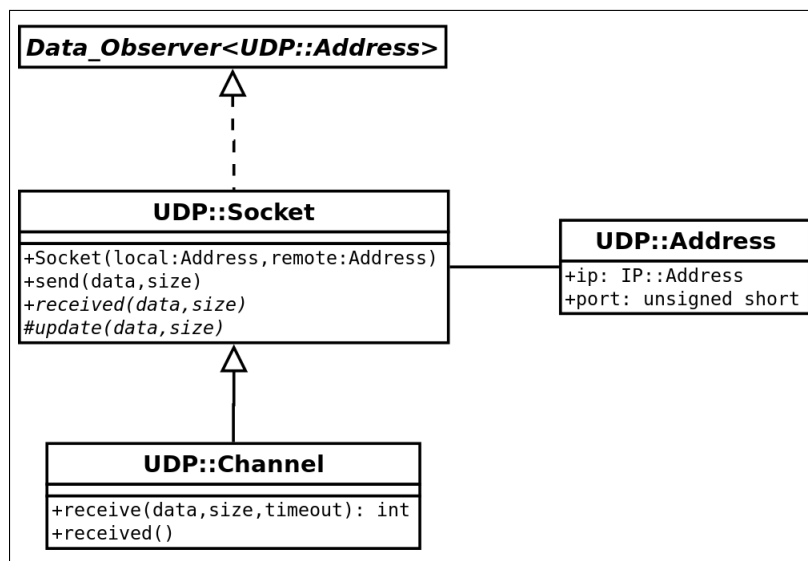 Data_Observer<UDP::Address>
UDP::Socket
+Socket(local:Address,remote:Address)
+send(data,size)
+received(data,size)
#update(data,size)
UDP::Address
+ip: IP::Address
+port: unsigned short
UDP::Channel
+receive(data,size,timeout): int
+received()